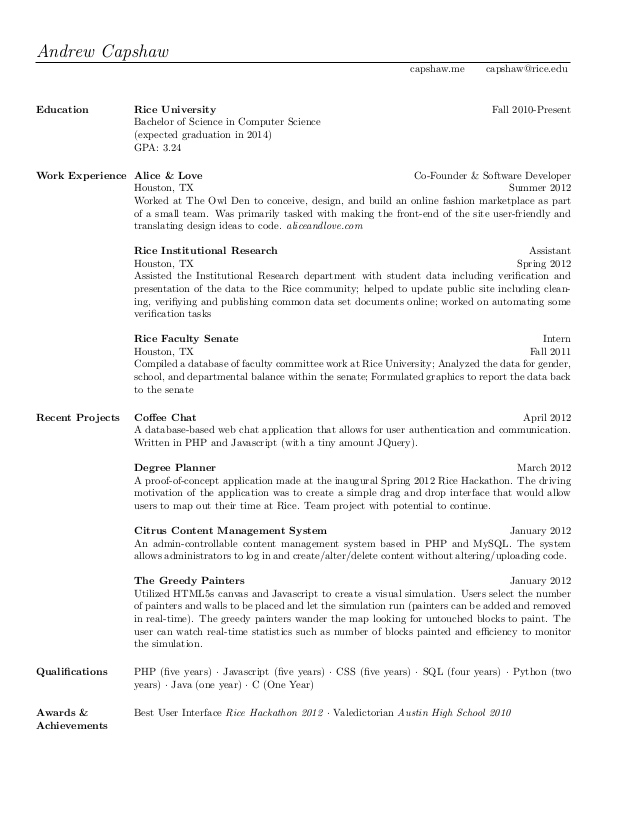 Andrew Capshaw
capshaw.me capshaw@rice.edu
Education Rice University Fall 2010-Present
Bachelor of Science in Computer Science
(expected graduation in 2014)
GPA: 3.24
Work Experience Alice & Love Co-Founder & Software Developer
Houston, TX Summer 2012
Worked at The Owl Den to conceive, design, and build an online fashion marketplace as part
of a small team. Was primarily tasked with making the front-end of the site user-friendly and
translating design ideas to code. aliceandlove.com
Rice Institutional Research Assistant
Houston, TX Spring 2012
Assisted the Institutional Research department with student data including verification and
presentation of the data to the Rice community; helped to update public site including clean-
ing, verifiying and publishing common data set documents online; worked on automating some
verification tasks
Rice Faculty Senate Intern
Houston, TX Fall 2011
Compiled a database of faculty committee work at Rice University; Analyzed the data for gender,
school, and departmental balance within the senate; Formulated graphics to report the data back
to the senate
Recent Projects Coffee Chat April 2012
A database-based web chat application that allows for user authentication and communication.
Written in PHP and Javascript (with a tiny amount JQuery).
Degree Planner March 2012
A proof-of-concept application made at the inaugural Spring 2012 Rice Hackathon. The driving
motivation of the application was to create a simple drag and drop interface that would allow
users to map out their time at Rice. Team project with potential to continue.
Citrus Content Management System January 2012
An admin-controllable content management system based in PHP and MySQL. The system
allows administrators to log in and create/alter/delete content without altering/uploading code.
The Greedy Painters January 2012
Utilized HTML5s canvas and Javascript to create a visual simulation. Users select the number
of painters and walls to be placed and let the simulation run (painters can be added and removed
in real-time). The greedy painters wander the map looking for untouched blocks to paint. The
user can watch real-time statistics such as number of blocks painted and efficiency to monitor
the simulation.
Qualifications PHP (five years) · Javascript (five years) · CSS (five years) · SQL (four years) · Python (two
years) · Java (one year) · C (One Year)
Awards & Best User Interface Rice Hackathon 2012 · Valedictorian Austin High School 2010
Achievements